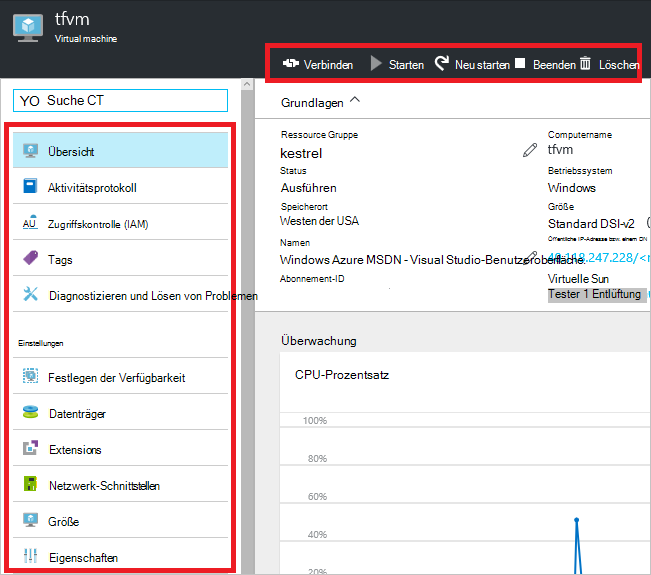 tfvm
Virtual machine
Verbinden Starten Neu starten Beenden Löschen
YO Suche CT
Übersicht
Aktivitätsprotokoll
Zugriffskontrolle (IAM)
Tags
Diagnostizieren und Lösen von Problemen
Einstellungen
Festlegen der Verfügbarkeit
Datenträger
Extensions
Netzwerk-Schnittstellen
Größe
Eigenschaften
Grundlagen
Ressource Gruppe
kestrel
Status
Ausführen
Speicherort
Westen der USA
Namen
Windows Azure MSDN - Visual Studio-Benutzeroberfläche.
Abonnement-ID
Computername
tfvm
Betriebssystem
Windows
Größe
Standard DSI-v2
Öffentliche IP-Adresse bzw. einem DN
118.247.228/<n
Virtuelle Sun
Tester 1 Entlüftung
Überwachung
CPU-Prozentsatz
100%
80%
60%
40%
20%